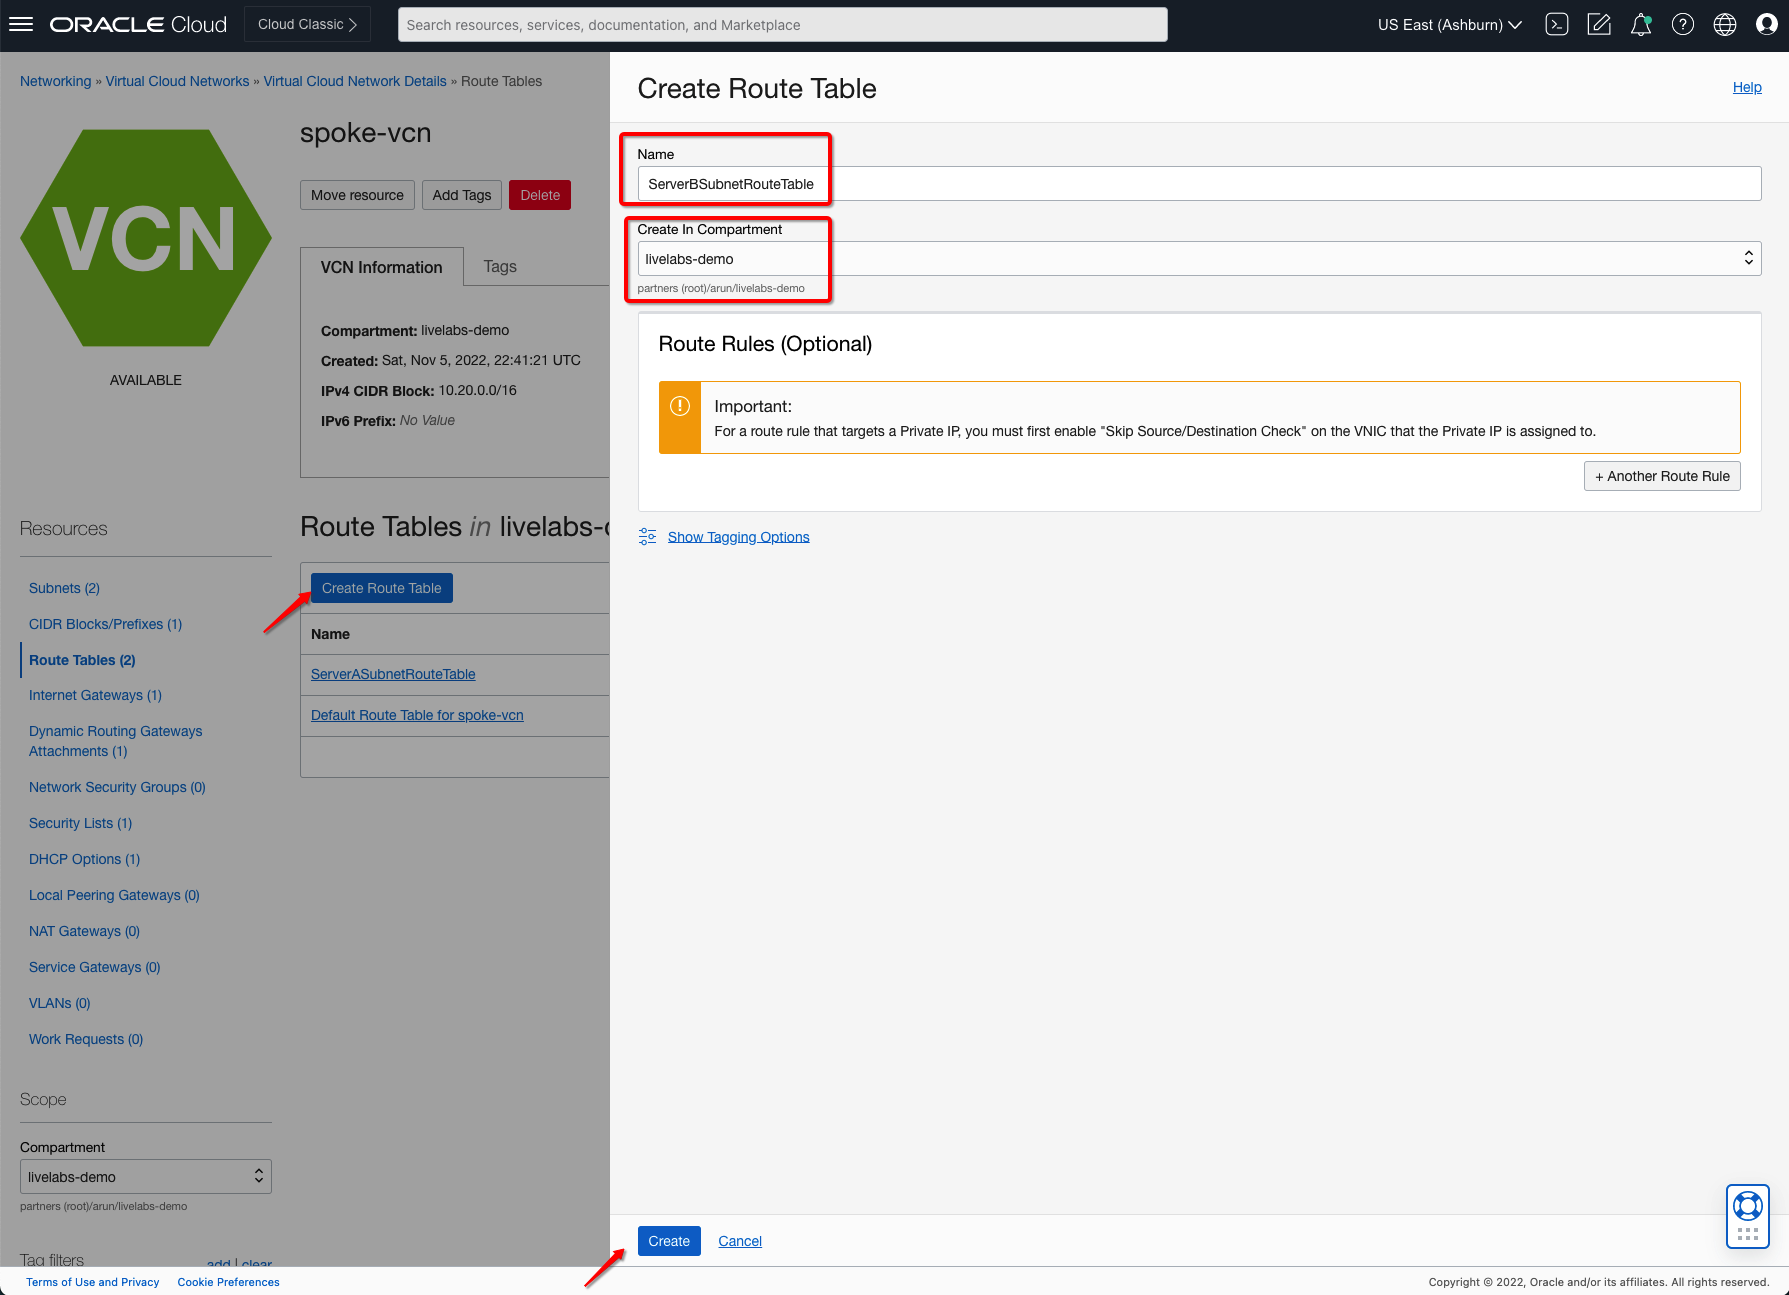 ORACLE Cloud
Cloud Classic
Search resources, services, documentation, and Marketplace
US East (Ashburn)
Networking » Virtual Cloud Networks » Virtual Cloud Network Details » Route Tables
VCN
AVAILABLE
spoke-vcn
Move resource
Add Tags
Delete
VCN Information
Tags
Compartment: livelabs-demo
Created: Sat, Nov 5, 2022, 22:41:21 UTC
IPv4 CIDR Block: 10.20.0.0/16
IPv6 Prefix: No Value
Resources
Subnets (2)
CIDR Blocks/Prefixes (1)
Route Tables (2)
Internet Gateways (1)
Dynamic Routing Gateways
Attachments (1)
Network Security Groups (0)
Security Lists (1)
DHCP Options (1)
Local Peering Gateways (0)
NAT Gateways (0)
Service Gateways (0)
VLANs (0)
Work Requests (0)
Scope
Compartment
livelabs-demo
partners (root)/arun/livelabs-demo
Tag filters
add | clear
Route Tables in livelabs-
Create Route Table
Name
ServerASubnetRouteTable
Default Route Table for spoke-vcn
Create Route Table
Help
Name
ServerBSubnetRouteTable
Create In Compartment
livelabs-demo
partners (root)/arun/livelabs-demo
Route Rules (Optional)
Important:
For a route rule that targets a Private IP, you must first enable "Skip Source/Destination Check" on the VNIC that the Private IP is assigned to.
+ Another Route Rule
Show Tagging Options
Create
Cancel
Terms of Use and Privacy
Cookie Preferences
Copyright © 2022, Oracle and/or its affiliates. All rights reserved.